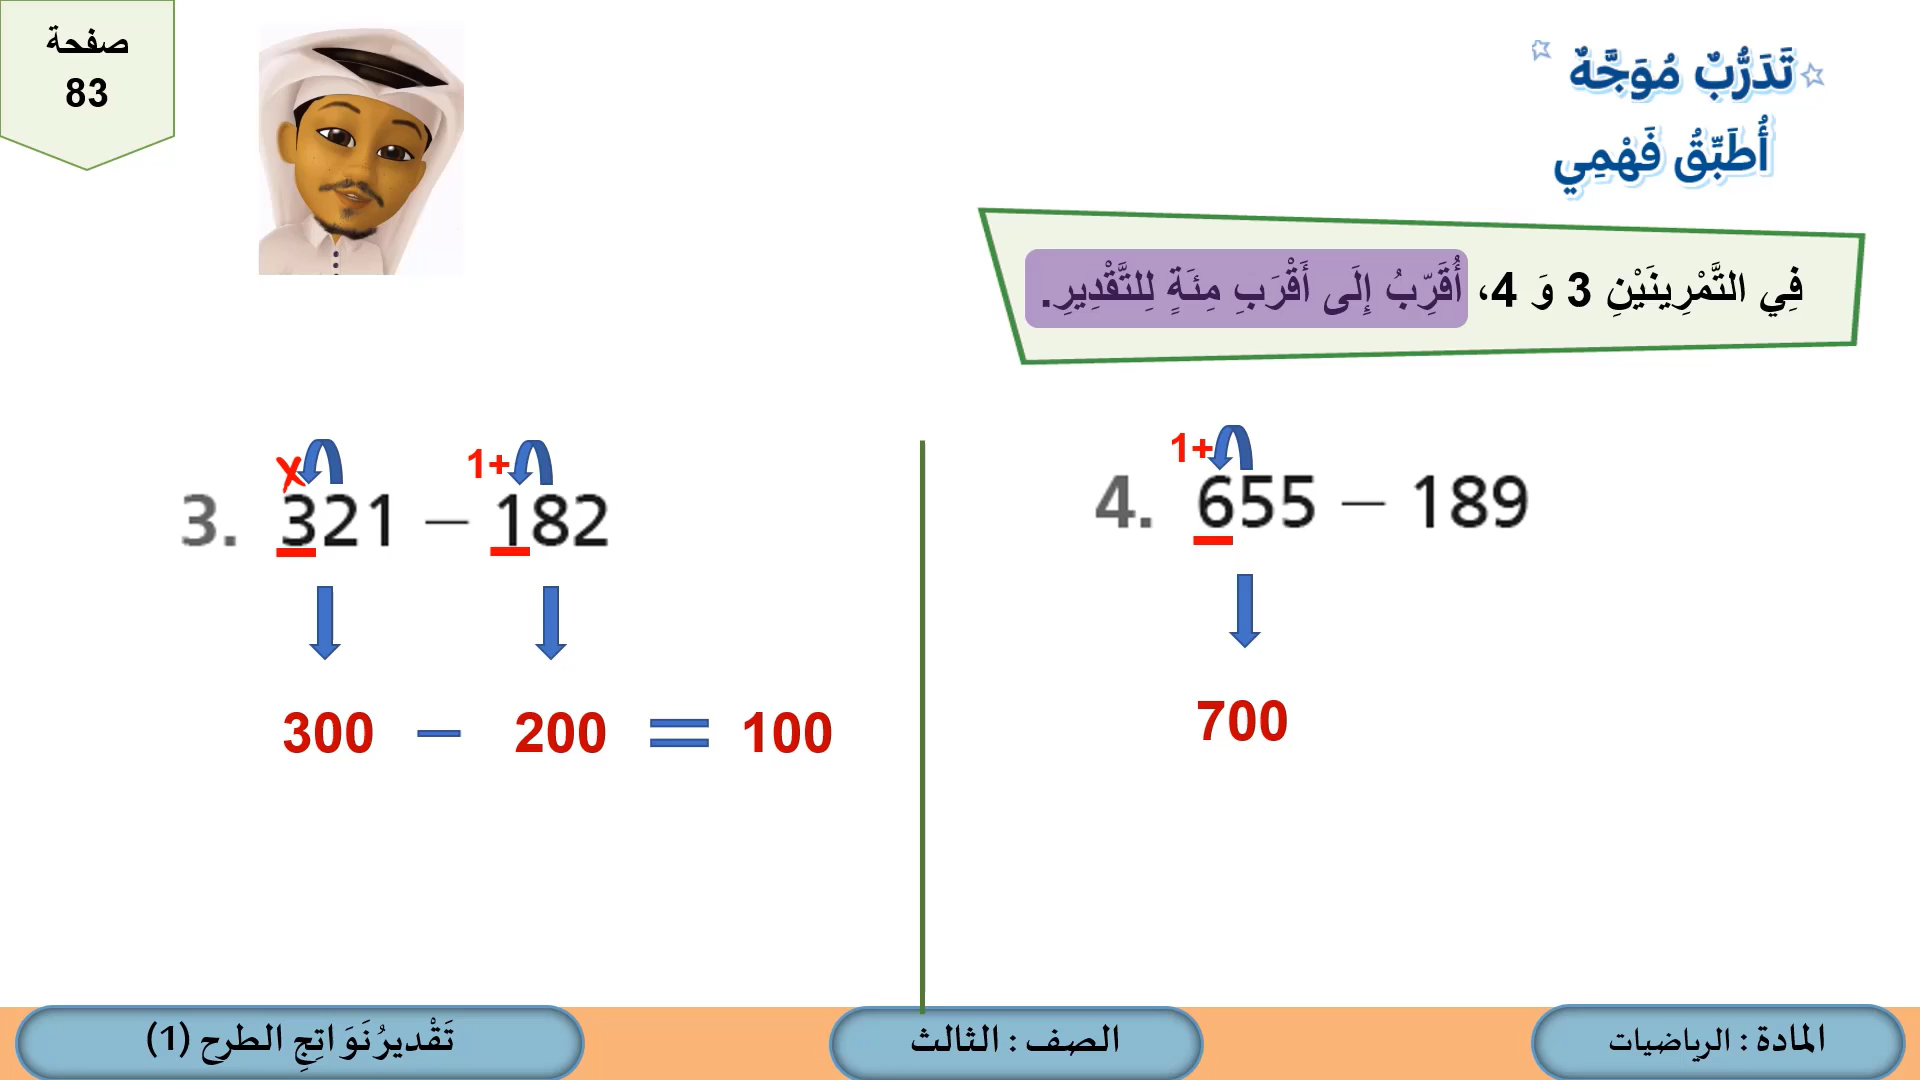 صفحة
83
تَدَرُّبٌ مُوَجَّهٌ
أُطَبِّقُ فَهْمِي
فِي التَّمْرِينَيْنِ 3 وَ 4، أُقَرِّبُ إِلَى أَقْرَبِ مِئَةٍ لِلتَّقْدِيرِ.
X 1+
3. 321 – 182
300 – 200 = 100
1+
4. 655 – 189
700
المادة : الرياضيات
الصف : الثالث
تَقْديرُ نَوَاتِجِ الطرح (1)